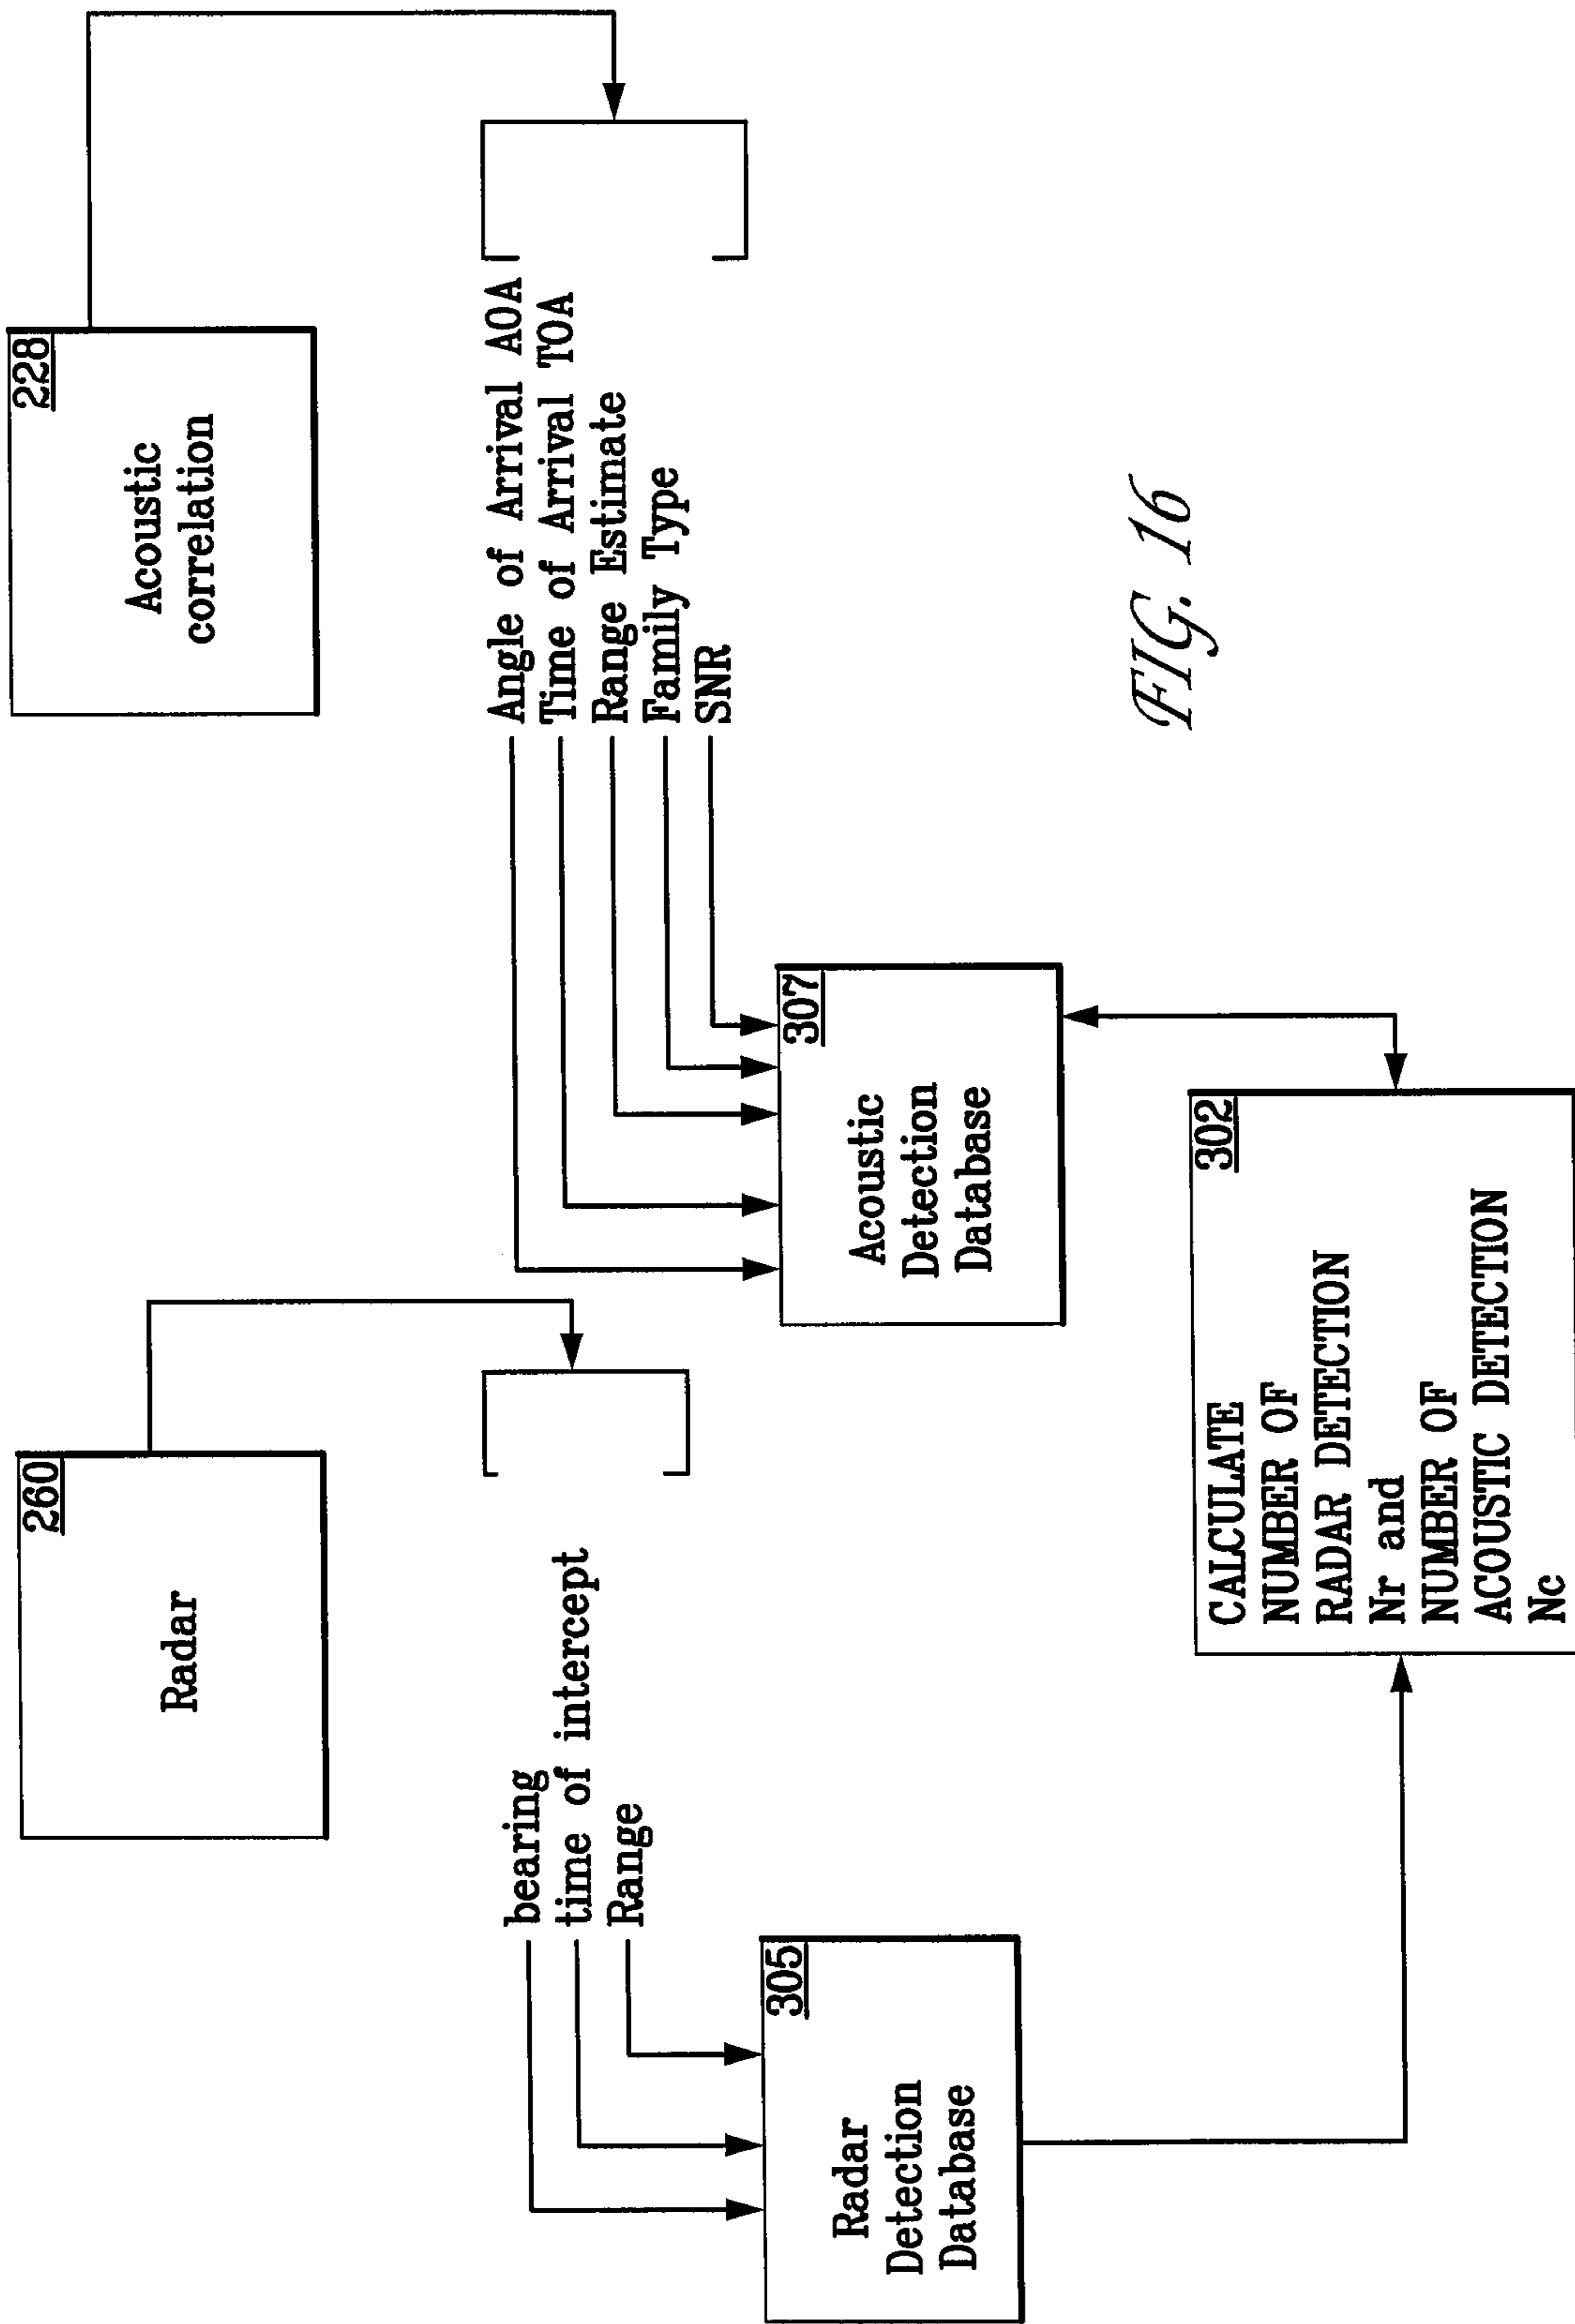 260
Radar
228
Acoustic
correlation
bearing
time of intercept
Range
Angle of Arrival AOA
Time of Arrival TOA
Range Estimate
Family Type
SNR
305
Radar
Detection
Database
307
Acoustic
Detection
Database
302
CALCULATE
NUMBER OF
RADAR DETECTION
Nr and
NUMBER OF
ACOUSTIC DETECTION
Nc
FIG. 16